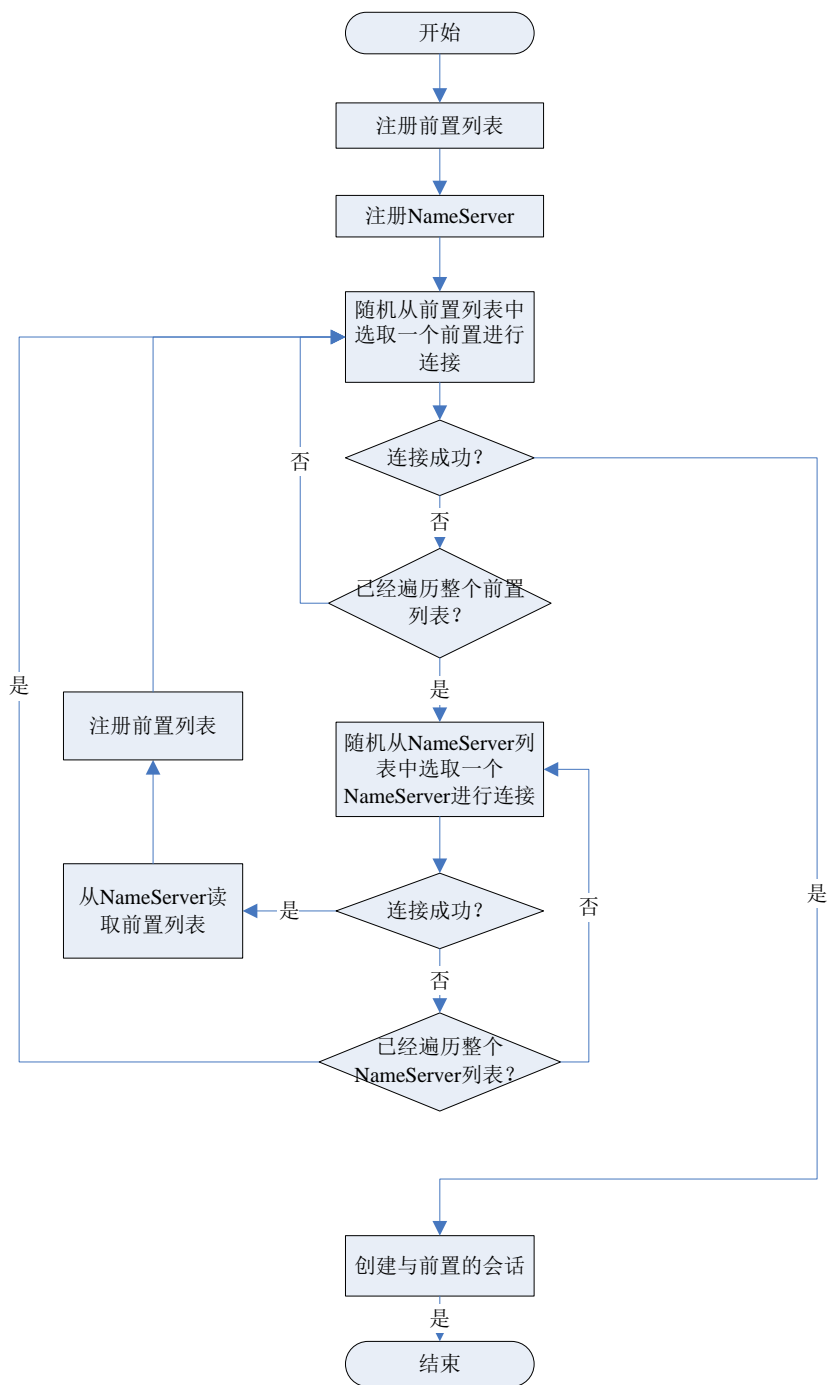 开始
注册前置列表
注册NameServer
随机从前置列表中
选取一个前置进行
连接
连接成功？
否
否
已经遍历整个前置
列表？
是
是
注册前置列表
随机从NameServer列
表中选取一个
NameServer进行连接
从NameServer读
取前置列表
是
连接成功？
否
是
否
已经遍历整个
NameServer列表？
创建与前置的会话
是
结束